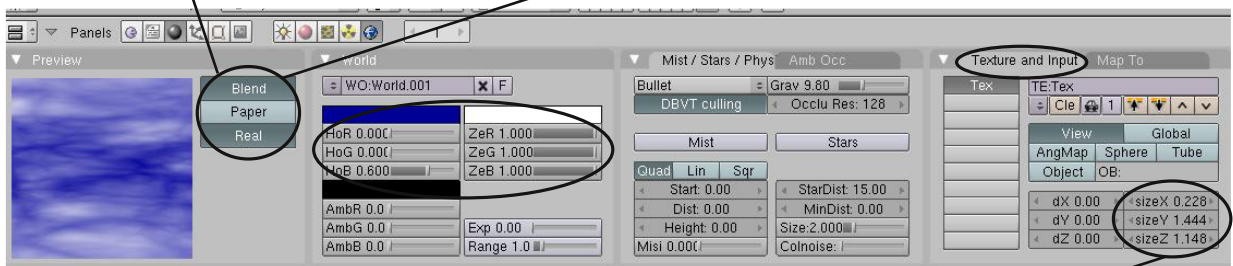 Panels
1
Preview
Blend
Paper
Real
World
WO:World.001
F
HoR 0.000
ZeR 1.000
HoG 0.000
ZeG 1.000
HoB 0.600
ZeB 1.000
AmbR 0.0
AmbG 0.0
Exp 0.00
AmbB 0.0
Range 1.0
Mist / Stars / Phys
Amb Occ
Bullet
Grav 9.80
DBVT culling
Occlu Res: 128
Mist
Stars
Quad
Lin
Sqr
Start: 0.00
StarDist: 15.00
Dist: 0.00
MinDist: 0.00
Height: 0.00
Size:2.000
Misi 0.000
Colnoise:
Texture and Input
Map To
Tex
TE:Tex
Cle
1
View
Global
AngMap
Sphere
Tube
Object
OB:
dX 0.00
sizeX 0.228
dY 0.00
sizeY 1.444
dZ 0.00
sizeZ 1.148